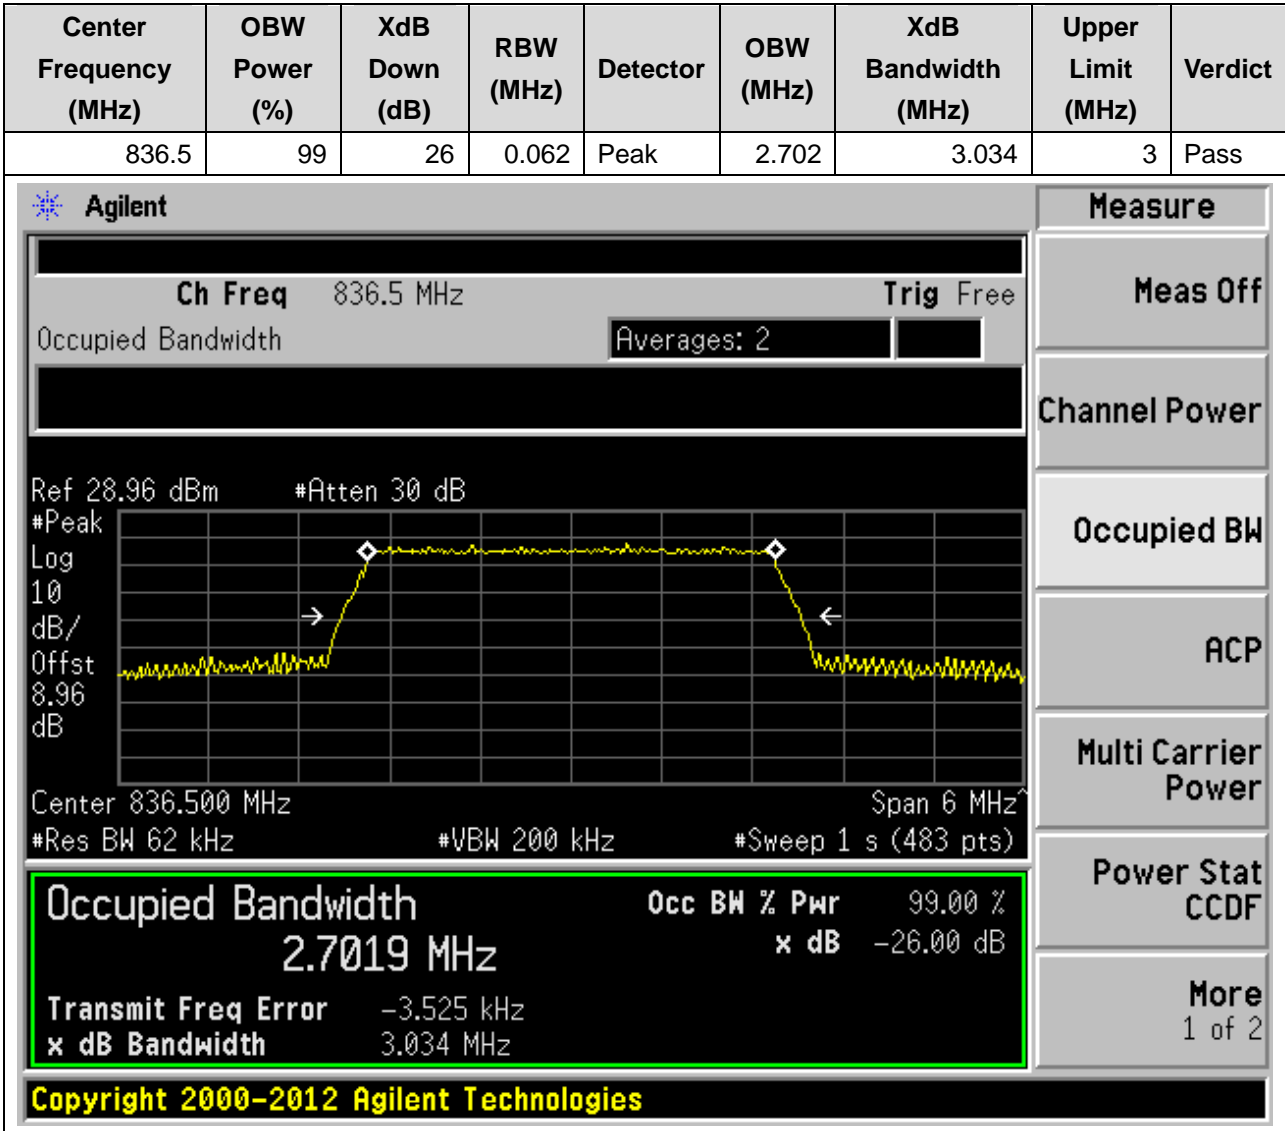 Center Frequency (MHz) OBW Power (%) XdB Down (dB) RBW (MHz) Detector OBW (MHz) XdB Bandwidth (MHz) Upper Limit (MHz) Verdict
836.5 99 26 0.062 Peak 2.702 3.034 3 Pass
Agilent
Measure
Ch Freq 836.5 MHz Trig Free
Meas Off
Occupied Bandwidth Averages: 2
Channel Power
Ref 28.96 dBm #Atten 30 dB
#Peak
Log
10
dB/
Offst
8.96
dB
Occupied BW
ACP
Multi Carrier
Power
Center 836.500 MHz Span 6 MHz^
#Res BW 62 kHz #VBW 200 kHz #Sweep 1 s (483 pts)
Power Stat
CCDF
Occupied Bandwidth Occ BW % Pwr 99.00 %
2.7019 MHz x dB -26.00 dB
Transmit Freq Error -3.525 kHz
x dB Bandwidth 3.034 MHz
More
1 of 2
Copyright 2000-2012 Agilent Technologies